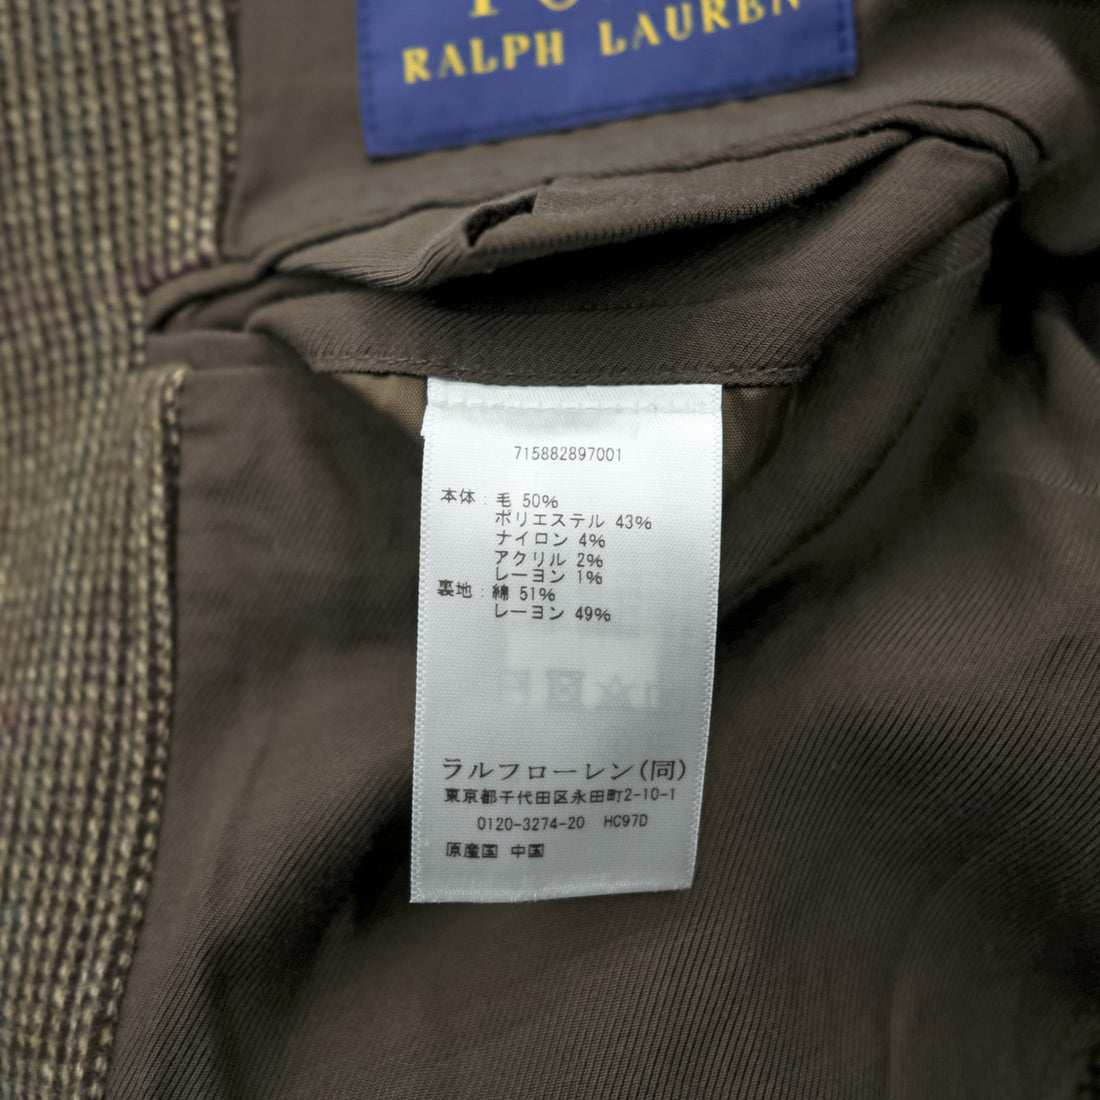 RALPH LAUREN
715882897001
本体：毛 50%
ポリエステル 43%
ナイロン 4%
アクリル 2%
レーヨン 1%
裏地：綿 51%
レーヨン 49%
ラルフローレン(同)
東京都千代田区永田町2-10-1
0120-3274-20 HC97D
原産国 中国